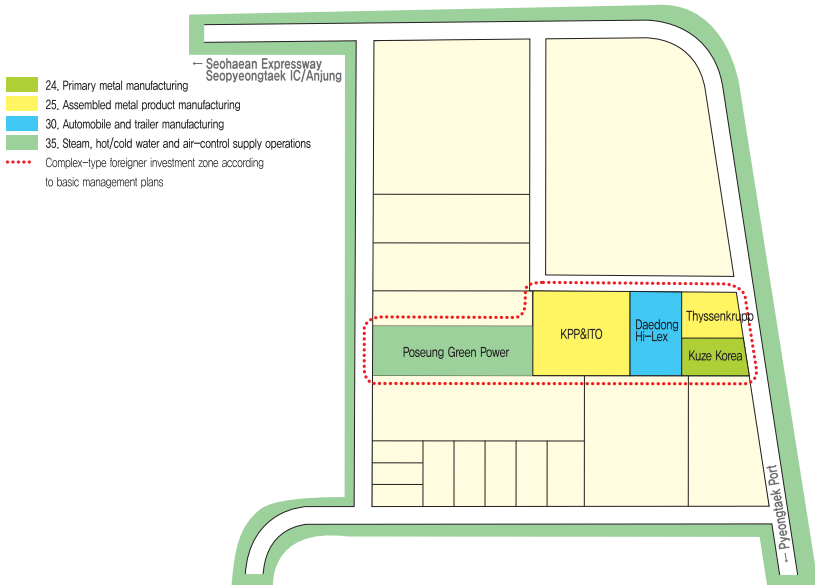 ← Seohaean Expressway
Seopyeongtaek IC/Anjung
24. Primary metal manufacturing
25. Assembled metal product manufacturing
30. Automobile and trailer manufacturing
35. Steam, hot/cold water and air-control supply operations
Complex-type foreigner investment zone according
to basic management plans
Poseung Green Power
KPP&ITO
Daedong
Hi-Lex
Thyssenkrupp
Kuze Korea
← Pyeongtaek Port